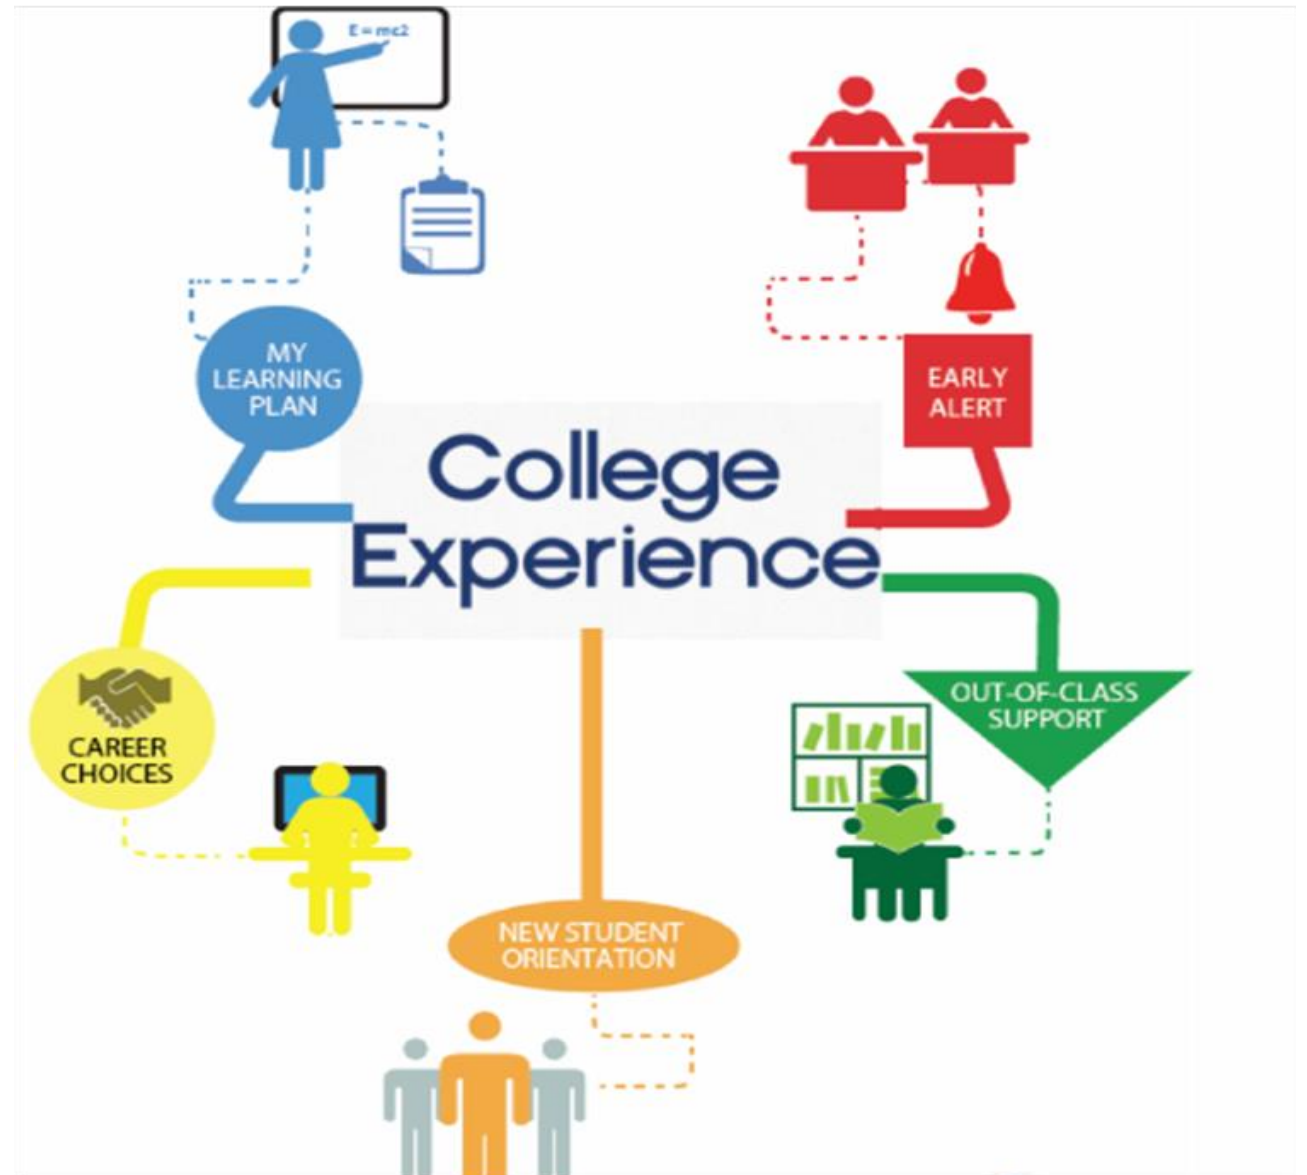 E = mc2
MY
LEARNING
PLAN
EARLY
ALERT
College
Experience
CAREER
CHOICES
OUT-OF-CLASS
SUPPORT
NEW STUDENT
ORIENTATION